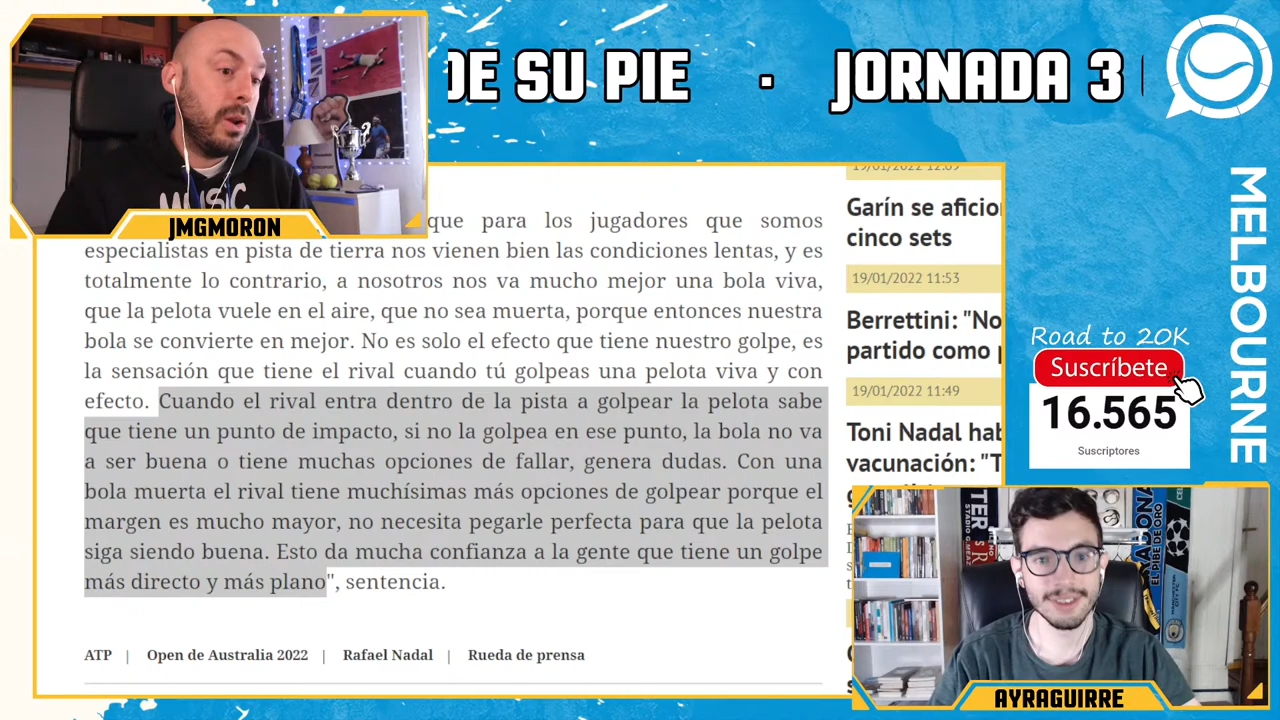 DE SU PIE · JORNADA 3
MUSIC
JMGMORON
que para los jugadores que somos
especialistas en pista de tierra nos vienen bien las condiciones lentas, y es
totalmente lo contrario, a nosotros nos va mucho mejor una bola viva,
que la pelota vuele en el aire, que no sea muerta, porque entonces nuestra
bola se convierte en mejor. No es solo el efecto que tiene nuestro golpe, es
la sensación que tiene el rival cuando tú golpeas una pelota viva y con
efecto. Cuando el rival entra dentro de la pista a golpear la pelota sabe
que tiene un punto de impacto, si no la golpea en ese punto, la bola no va
a ser buena o tiene muchas opciones de fallar, genera dudas. Con una
bola muerta el rival tiene muchísimas más opciones de golpear porque el
margen es mucho mayor, no necesita pegarle perfecta para que la pelota
siga siendo buena. Esto da mucha confianza a la gente que tiene un golpe
más directo y más plano", sentencia.
ATP | Open de Australia 2022 | Rafael Nadal | Rueda de prensa
Garín se aficio
cinco sets
19/01/2022 11:53
Berrettini: "No
partido como
19/01/2022 11:49
Toni Nadal hab
vacunación: "T
MELBOURNE
Road to 20K
Suscríbete
16.565
Suscriptores
EL PIBE DE ORO
MANCHESTER
CITY FC
AYRAGUIRRE